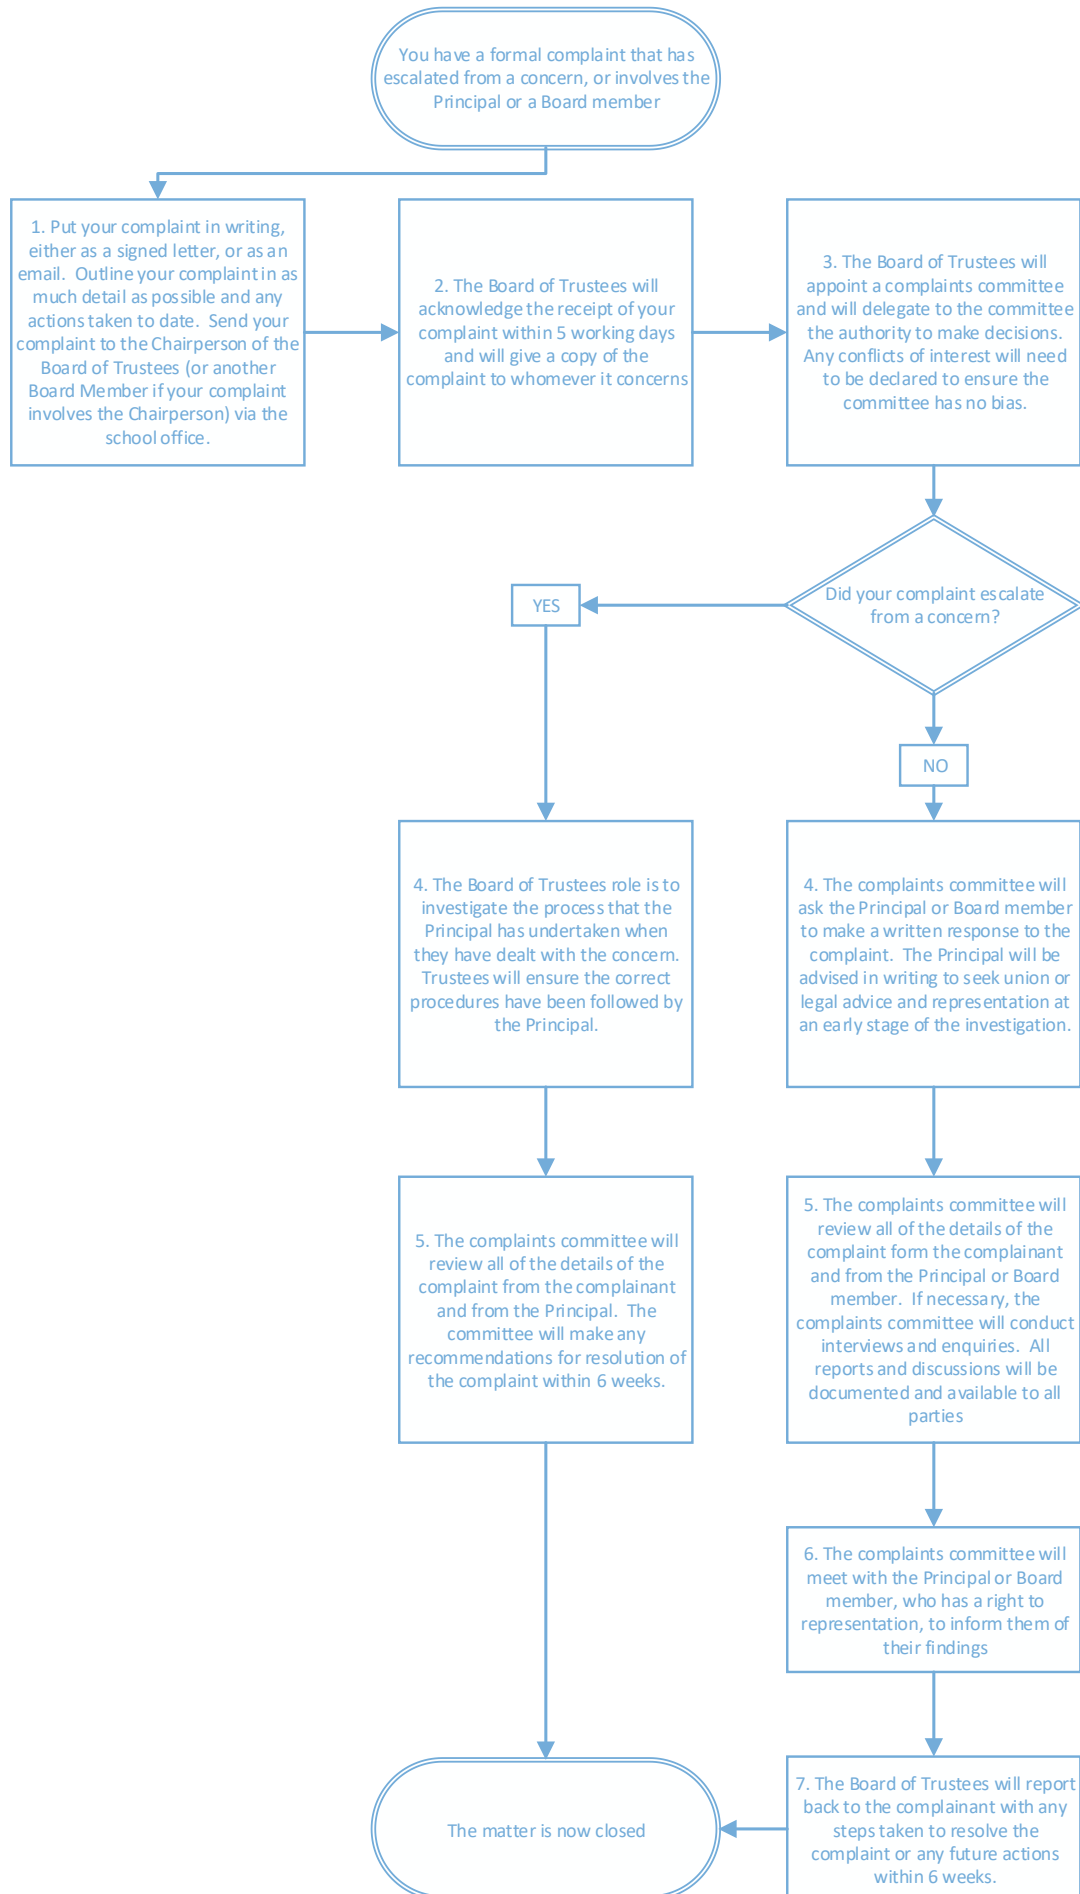 You have a formal complaint that has
escalated from a concern, or involves the
Principal or a Board member
1. Put your complaint in writing,
either as a signed letter, or as an
email.  Outline your complaint in as
much detail as possible and any
actions taken to date.  Send your
complaint to the Chairperson of the
Board of Trustees (or another
Board Member if your complaint
involves the Chairperson) via the
school office.
2. The Board of Trustees will
acknowledge the receipt of your
complaint within 5 working days
and will give a copy of the
complaint to whomever it concerns
3. The Board of Trustees will
appoint a complaints committee
and will delegate to the committee
the authority to make decisions.
Any conflicts of interest will need
to be declared to ensure the
committee has no bias.
Did your complaint escalate
from a concern?
YES
NO
4. The Board of Trustees role is to
investigate the process that the
Principal has undertaken when
they have dealt with the concern.
Trustees will ensure the correct
procedures have been followed by
the Principal.
4. The complaints committee will
ask the Principal or Board member
to make a written response to the
complaint.  The Principal will be
advised in writing to seek union or
legal advice and representation at
an early stage of the investigation.
5. The complaints committee will
review all of the details of the
complaint from the complainant
and from the Principal.  The
committee will make any
recommendations for resolution of
the complaint within 6 weeks.
5. The complaints committee will
review all of the details of the
complaint form the complainant
and from the Principal or Board
member.  If necessary, the
complaints committee will conduct
interviews and enquiries.  All
reports and discussions will be
documented and available to all
parties
6. The complaints committee will
meet with the Principal or Board
member, who has a right to
representation, to inform them of
their findings
7. The Board of Trustees will report
back to the complainant with any
steps taken to resolve the
complaint or any future actions
within 6 weeks.
The matter is now closed